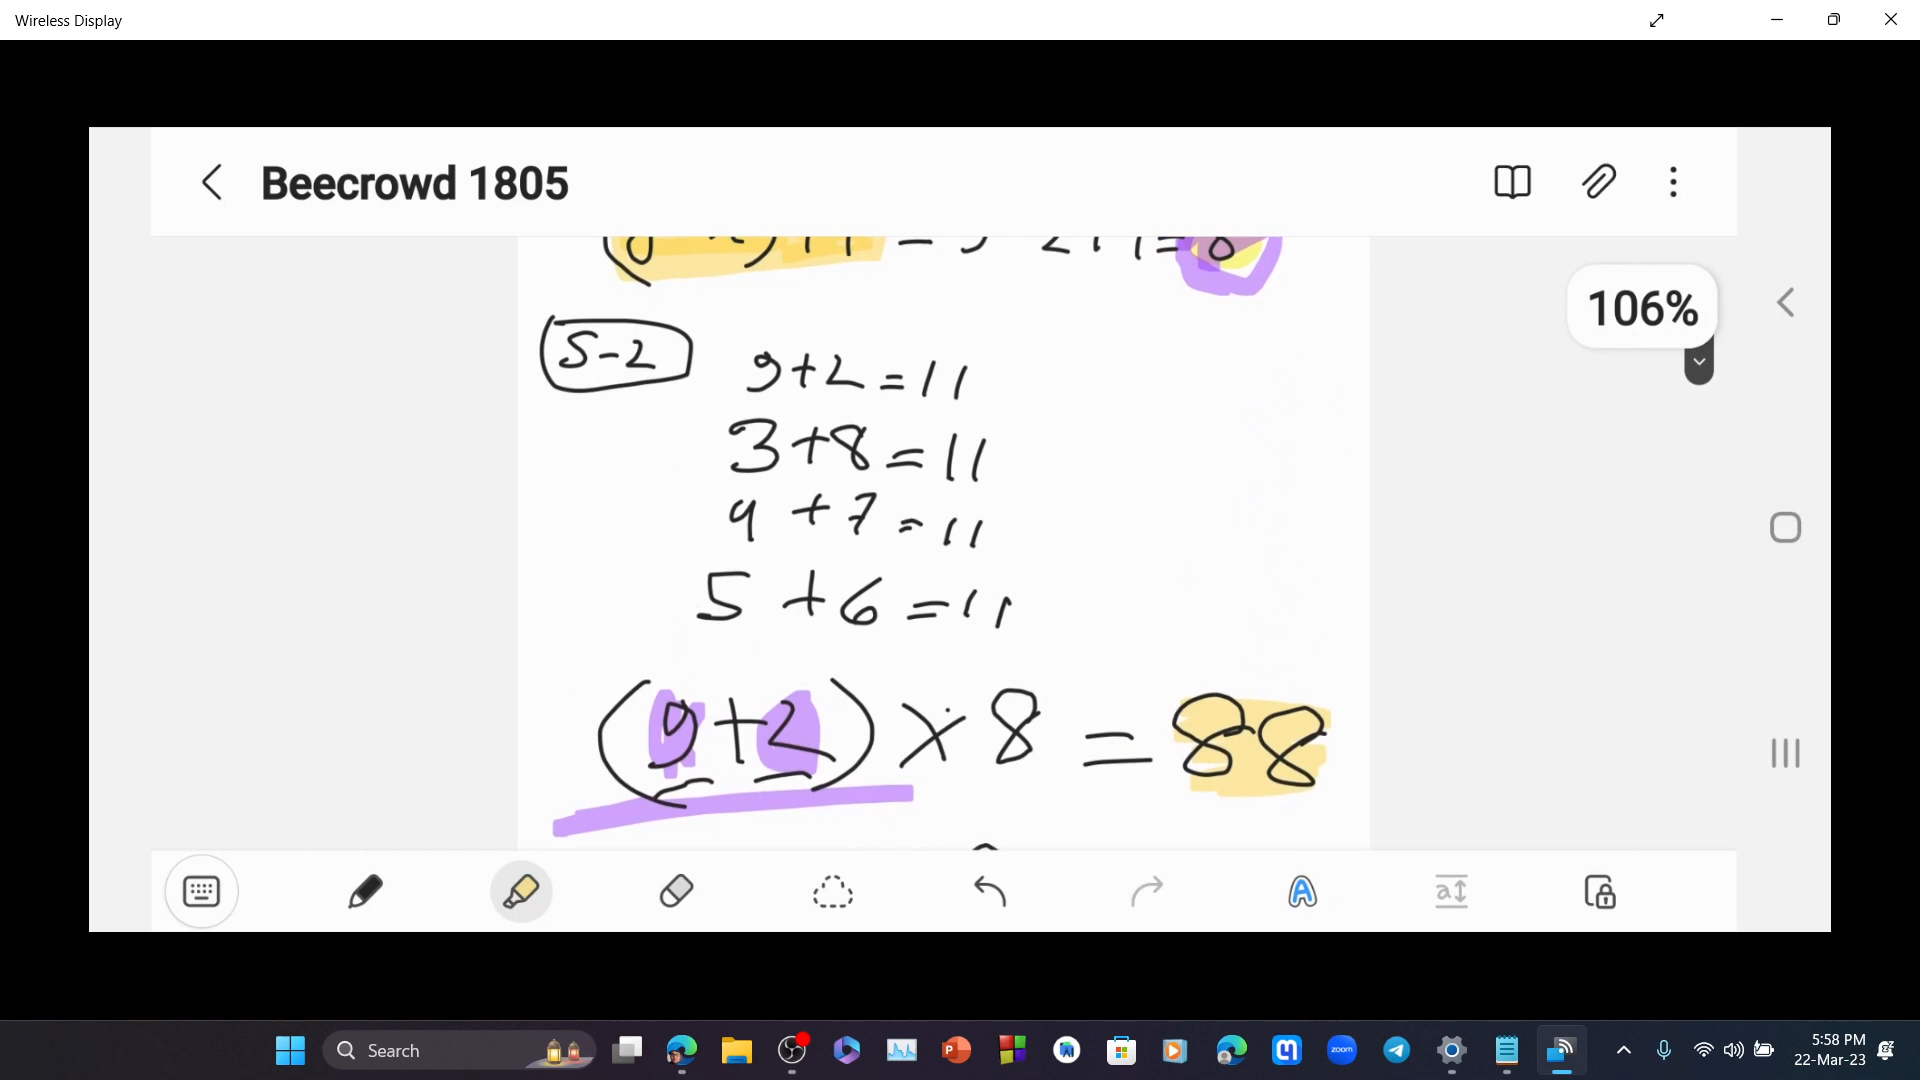 Wireless Display
Beecrowd 1805
106%
S-2
9+2=11
3+8=11
4+7=11
5+6=11
(9+2)×8=88
Search
zoom
5:58 PM
22-Mar-23